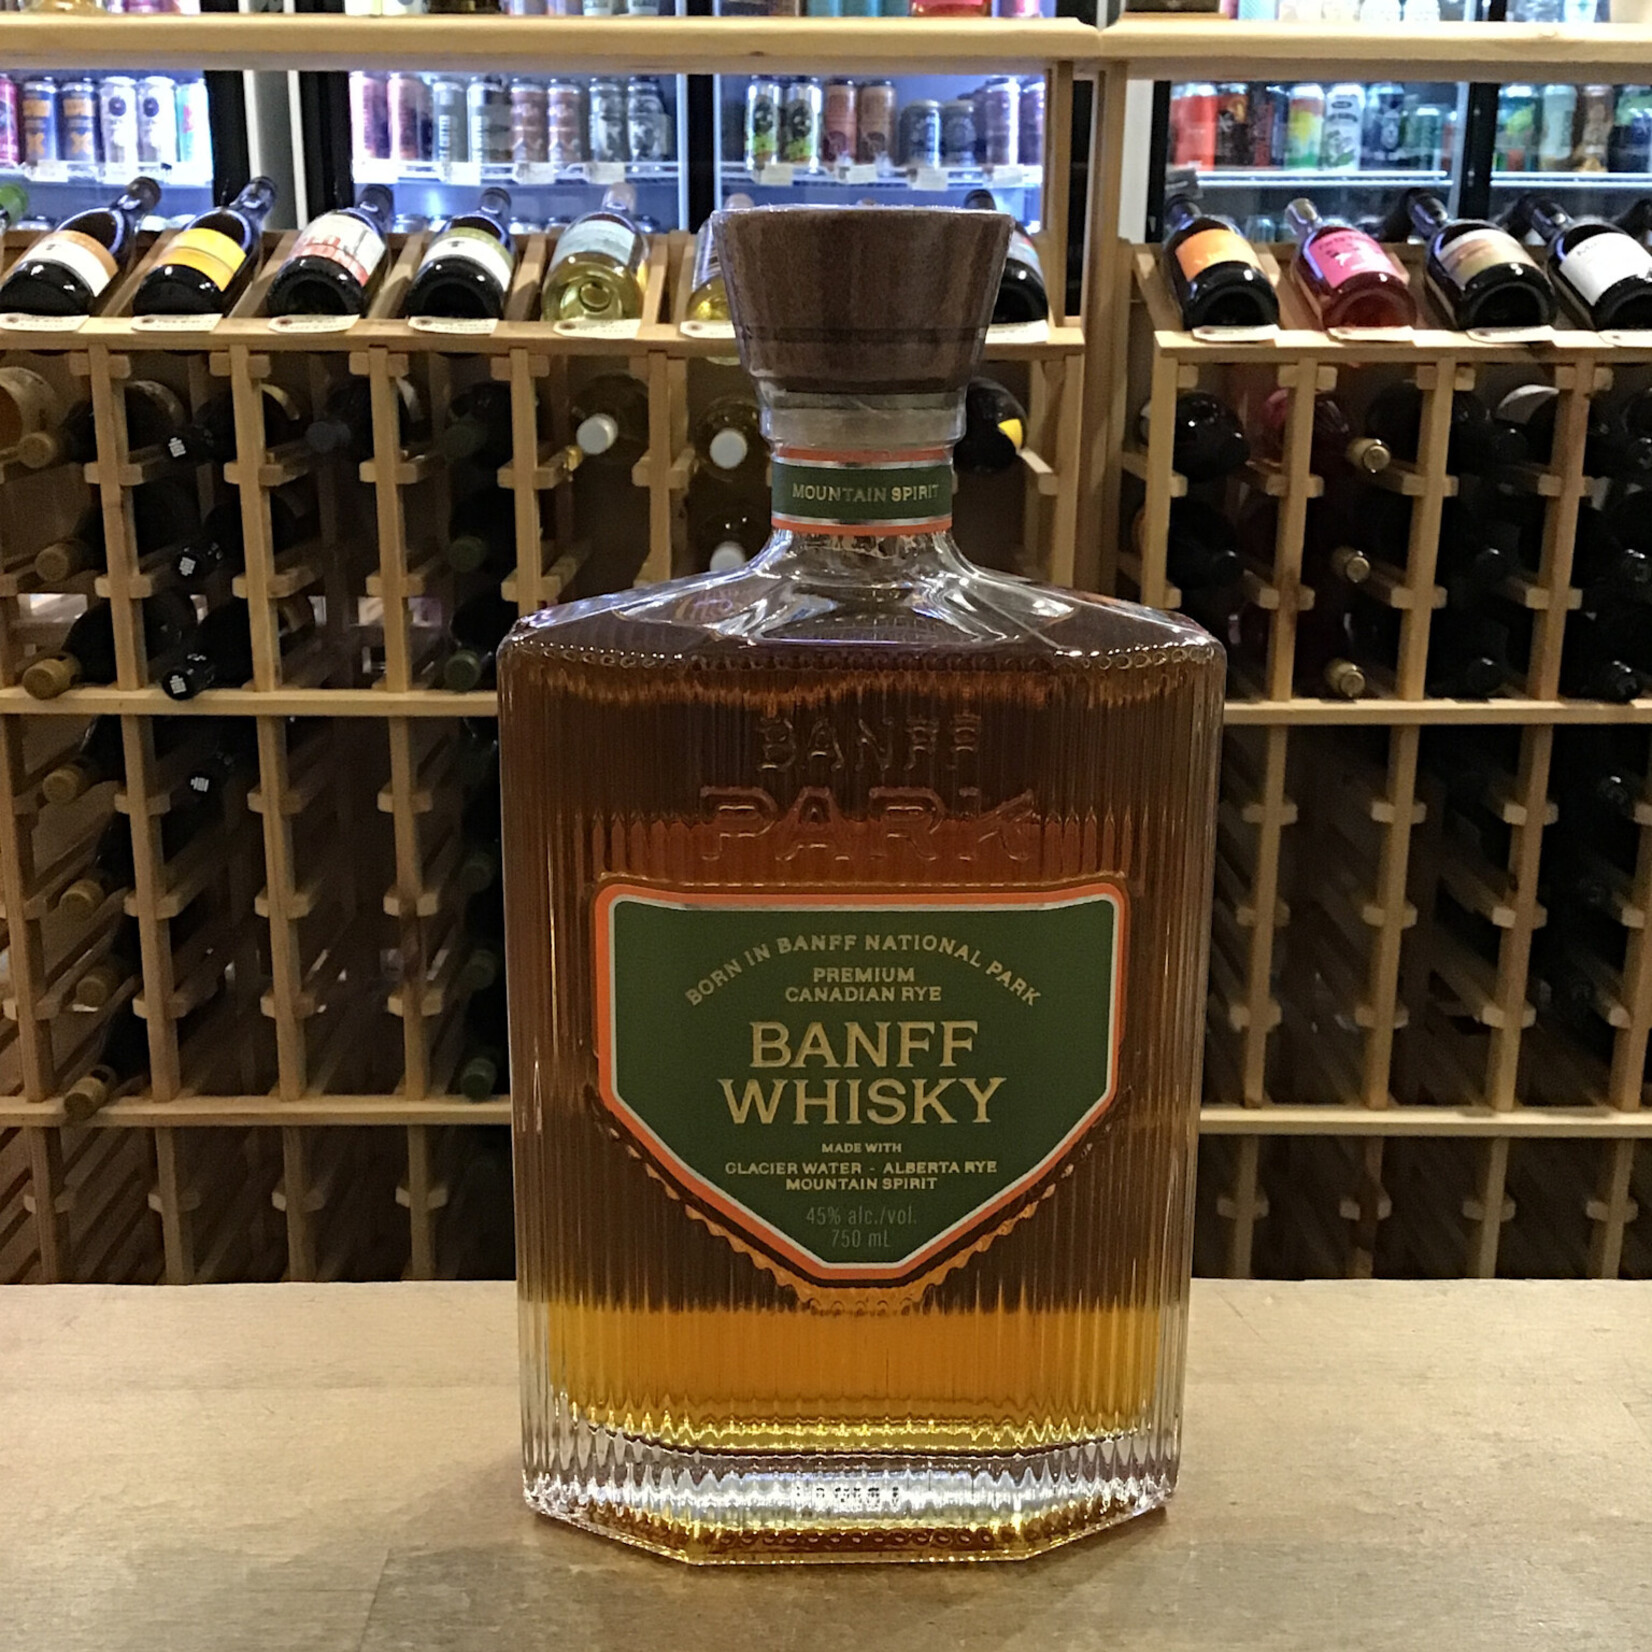 MOUNTAIN SPIRIT
BANFF
PARK
BORN IN BANFF NATIONAL PARK
PREMIUM
CANADIAN RYE
BANFF
WHISKY
MADE WITH
GLACIER WATER - ALBERTA RYE
MOUNTAIN SPIRIT
45% alc./vol.
750 mL